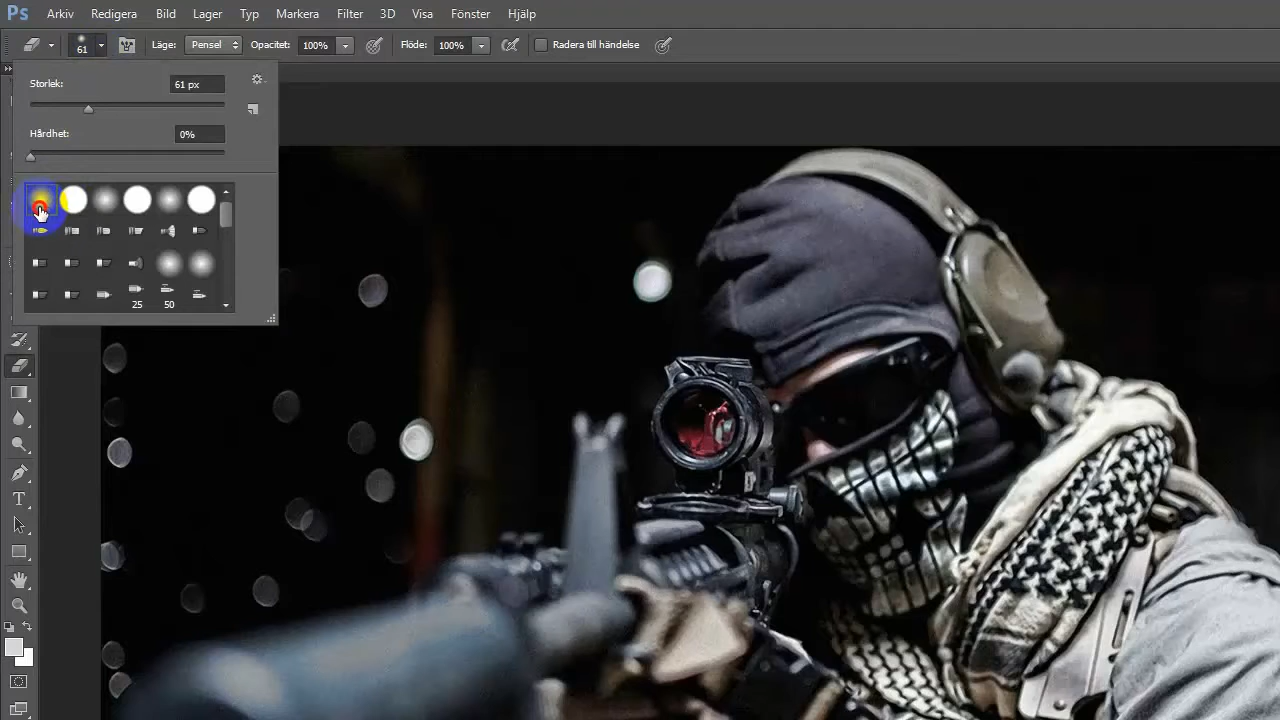 Ps Arkiv Redigera Bild Lager Typ Markera Filter 3D Visa Fönster Hjälp
61 Läge: Pensel Opacitet: 100% Flöde: 100% Radera till händelse
Storlek: 61 px
Hårdhet: 0%
25 50
T